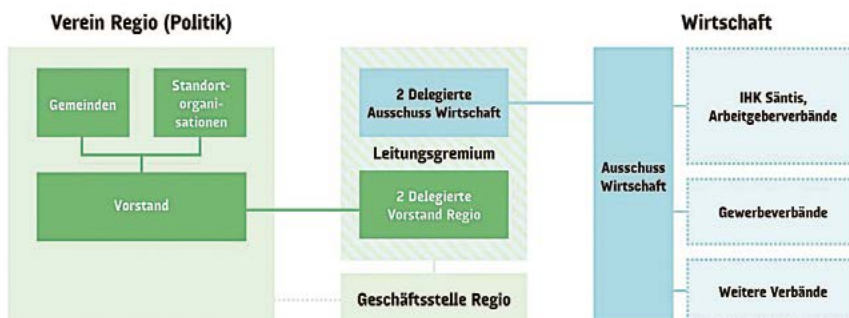 Verein Regio (Politik)
Gemeinden
Standort-
organi-
sationen
Vorstand
2 Delegierte
Ausschuss Wirtschaft
Leitungsgremium
2 Delegierte
Vorstand Regio
Geschäftsstelle Regio
Wirtschaft
Ausschuss
Wirtschaft
IHK Säntis,
Arbeitgeberverbände
Gewerbeverbände
Weitere Verbände